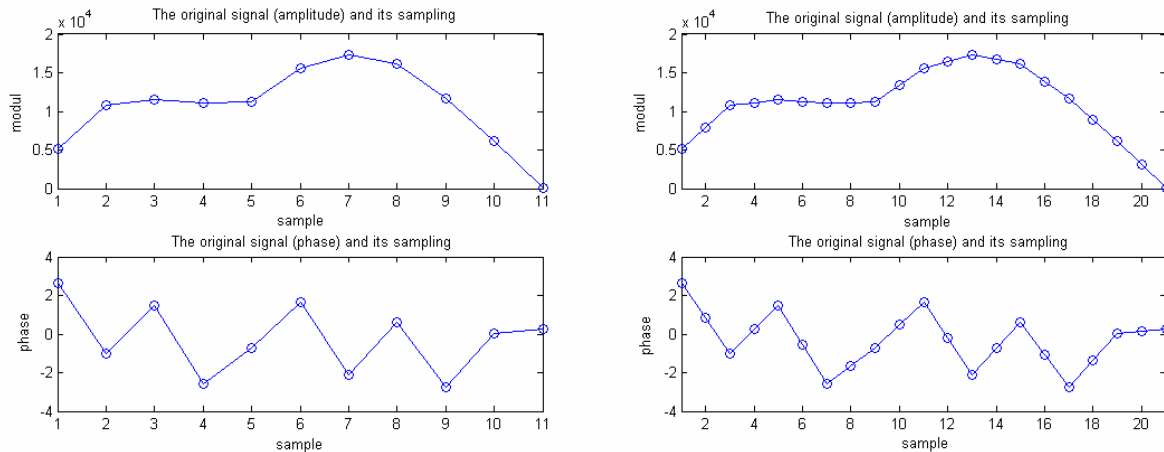 The original signal (amplitude) and its sampling
x 10^4
2
1.5
1
0.5
0
modul
1 2 3 4 5 6 7 8 9 10 11
sample
The original signal (phase) and its sampling
4
2
0
-2
-4
phase
1 2 3 4 5 6 7 8 9 10 11
sample
The original signal (amplitude) and its sampling
x 10^4
2
1.5
1
0.5
0
modul
2 4 6 8 10 12 14 16 18 20
sample
The original signal (phase) and its sampling
4
2
0
-2
-4
phase
2 4 6 8 10 12 14 16 18 20
sample